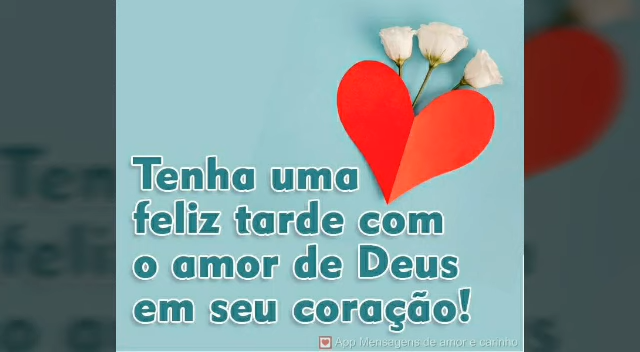 Tenha uma
feliz tarde com
o amor de Deus
em seu coração!
App Mensagens de amor e carinho